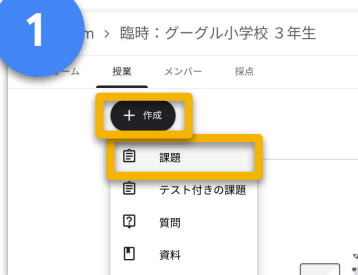 1
m > 臨時：グーグル小学校 3年生
ーム 授業 メンバー 採点
+ 作成
課題
テスト付きの課題
質問
資料